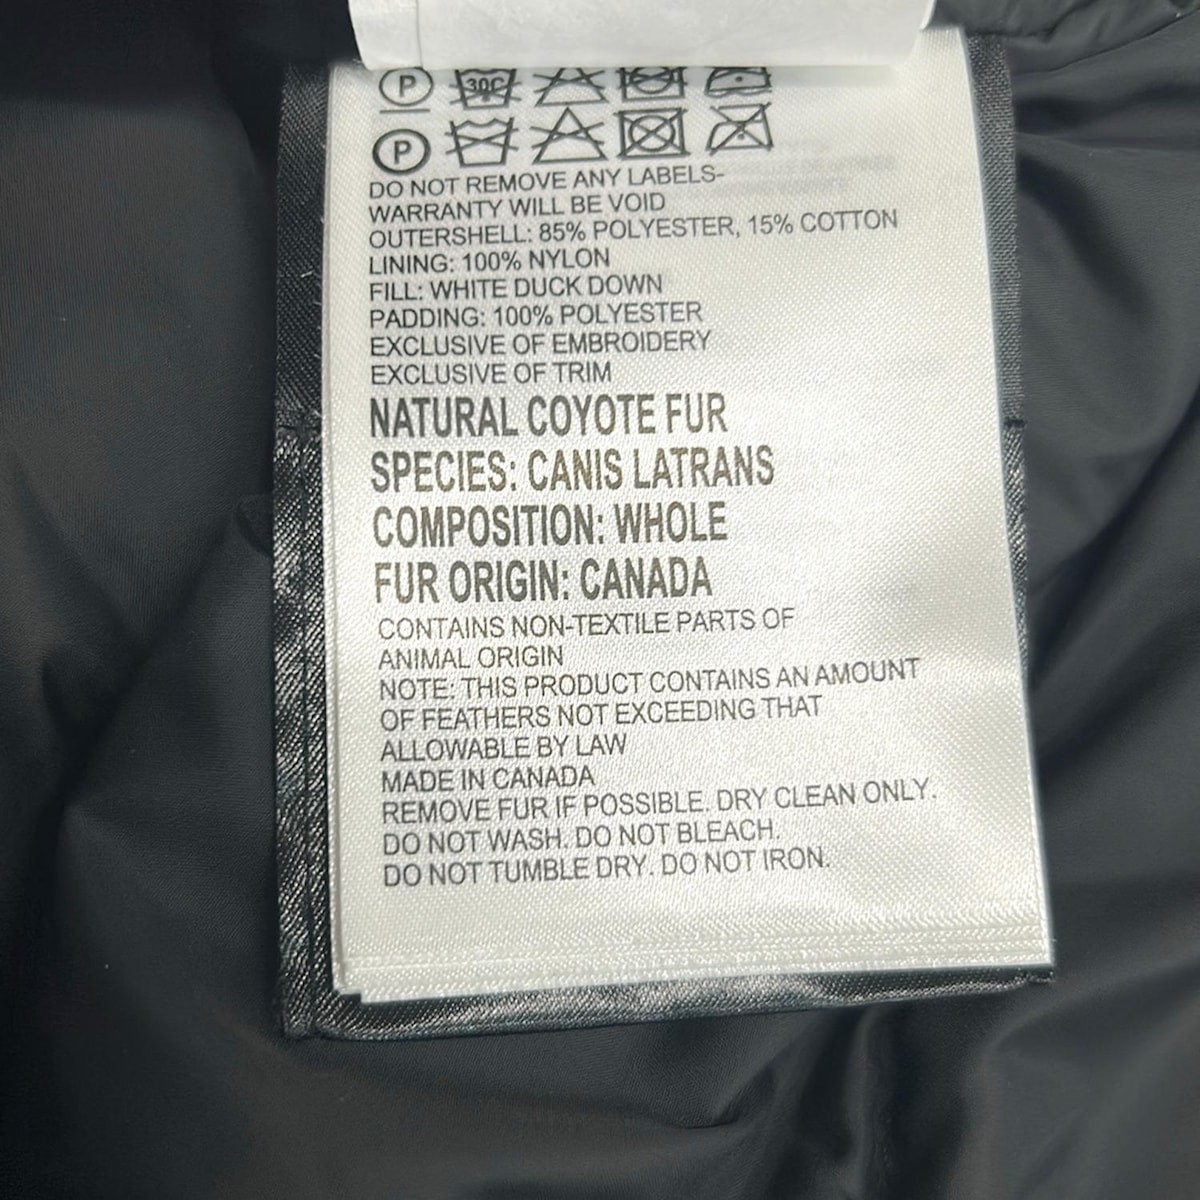 P 30C
P
DO NOT REMOVE ANY LABELS-
WARRANTY WILL BE VOID
OUTERSHELL: 85% POLYESTER, 15% COTTON
LINING: 100% NYLON
FILL: WHITE DUCK DOWN
PADDING: 100% POLYESTER
EXCLUSIVE OF EMBROIDERY
EXCLUSIVE OF TRIM
NATURAL COYOTE FUR
SPECIES: CANIS LATRANS
COMPOSITION: WHOLE
FUR ORIGIN: CANADA
CONTAINS NON-TEXTILE PARTS OF
ANIMAL ORIGIN
NOTE: THIS PRODUCT CONTAINS AN AMOUNT
OF FEATHERS NOT EXCEEDING THAT
ALLOWABLE BY LAW
MADE IN CANADA
REMOVE FUR IF POSSIBLE. DRY CLEAN ONLY.
DO NOT WASH. DO NOT BLEACH.
DO NOT TUMBLE DRY. DO NOT IRON.